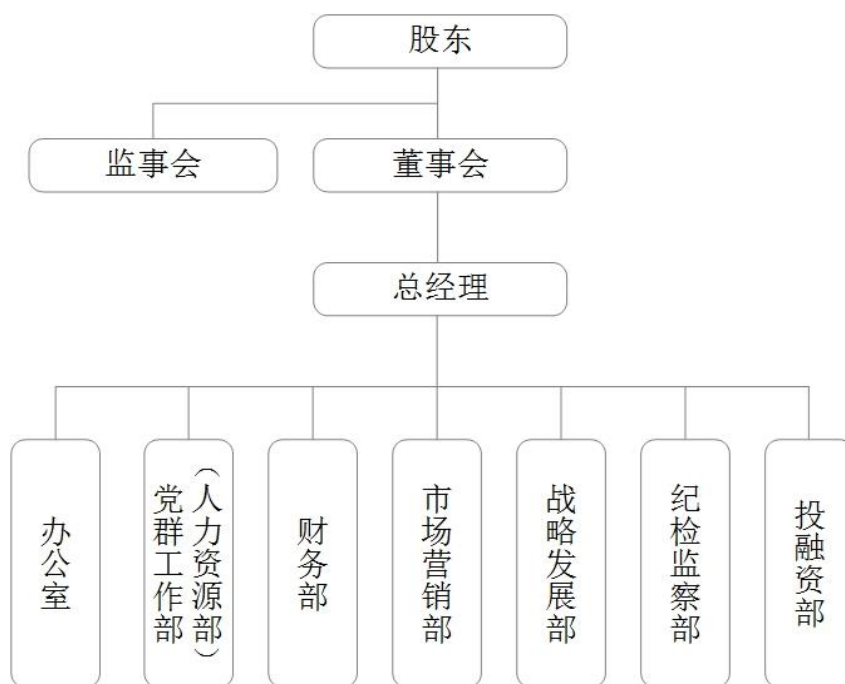 股东
监事会
董事会
总经理
办公室
党群工作部
（人力资源部）
财务部
市场营销部
战略发展部
纪检监察部
投融资部